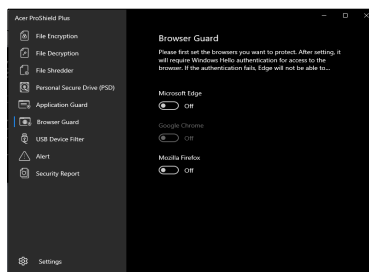 Acer ProShield Plus
File Encryption
File Decryption
File Shredder
Personal Secure Drive (PSD)
Application Guard
Browser Guard
USB Device Filter
Alert
Security Report
Settings
Browser Guard
Please first set the browsers you want to protect. After setting, it
will require Windows Hello authentication for access to the
browser. If the authentication fails, Edge will not be able to...
Microsoft Edge
Off
Google Chrome
Off
Mozilla Firefox
Off